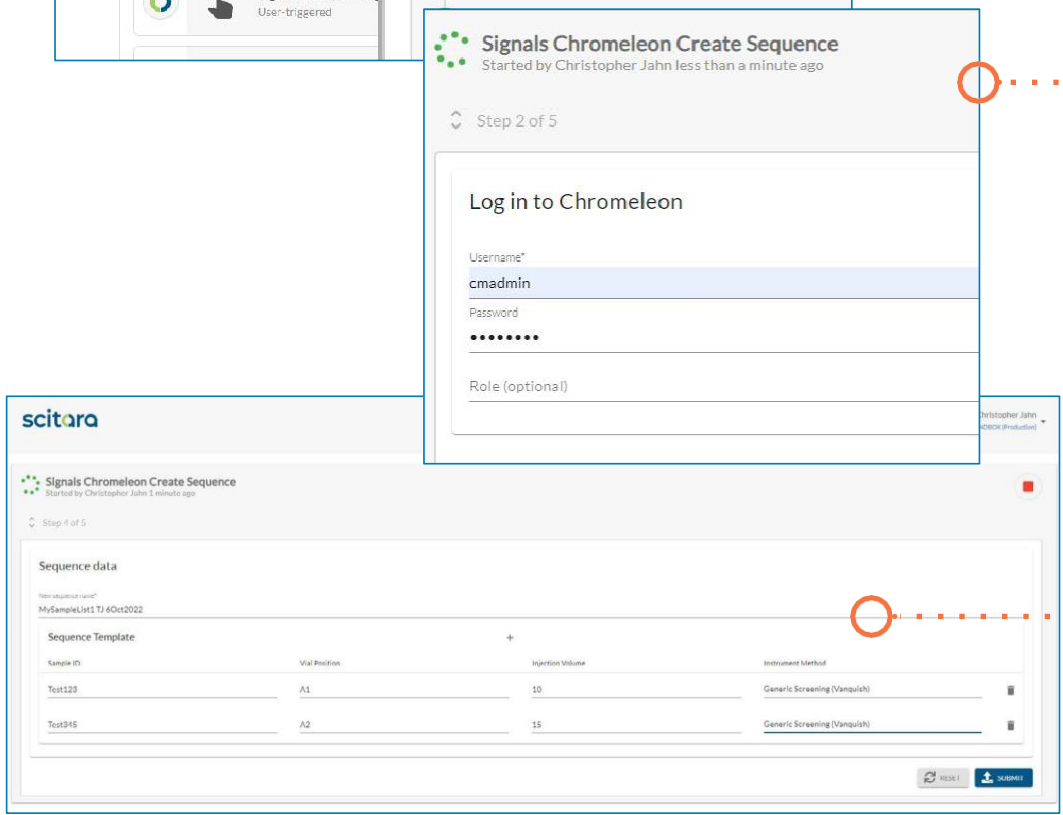 User-triggered
Signals Chromeleon Create Sequence
Started by Christopher Jahn less than a minute ago
Step 2 of 5
Log in to Chromeleon
Username*
cmadmin
Password
••••••••
Role (optional)
scitara
Christopher Jahn
(Production)
Signals Chromeleon Create Sequence
Started by Christopher Jahn 1 minute ago
Step 4 of 5
Sequence data
New sequence name*
MySampleList1 TJ 6Oct2022
Sequence Template +
Sample ID Vial Position Injection Volume Instrument Method
Test123 A1 10 Generic Screening (Vanquish)
Test345 A2 15 Generic Screening (Vanquish)
RESET SUBMIT